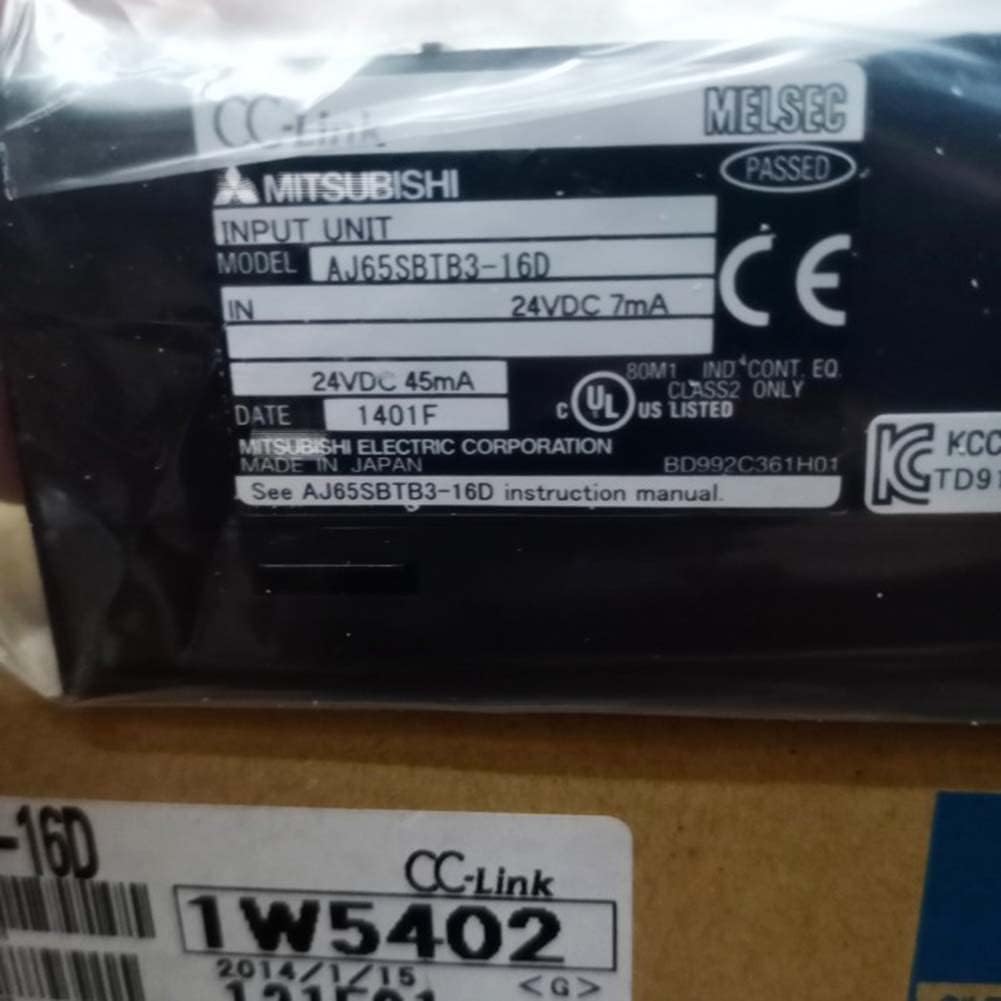 CC-Link MELSEC
PASSED
MITSUBISHI
INPUT UNIT
MODEL AJ65SBTB3-16D
IN 24VDC 7mA
CE
24VDC 45mA
80M1 IND CONT. EQ.
CLASS2 ONLY
C UL US LISTED
DATE 1401F
MITSUBISHI ELECTRIC CORPORATION
MADE IN JAPAN BD992C361H01
See AJ65SBTB3-16D instruction manual.
KCC
TD91
-16D
CC-Link
1W5402
2014/1/15
<G>